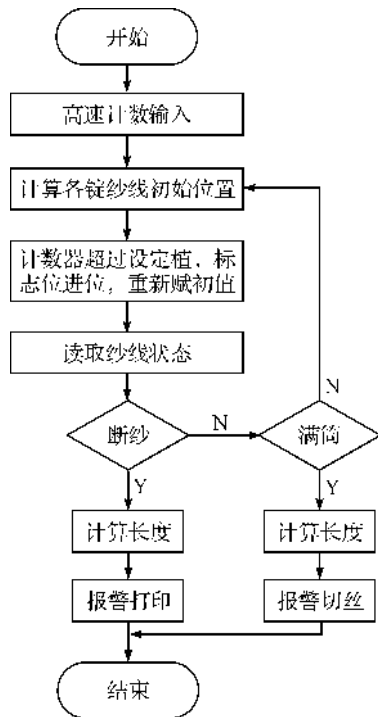 开始
高速计数输入
计算各锭纱线初始位置
计数器超过设定植，标
志位进位，重新赋初值
读取纱线状态
断纱
N
满筒
N
Y
Y
计算长度
计算长度
报警打印
报警切丝
结束